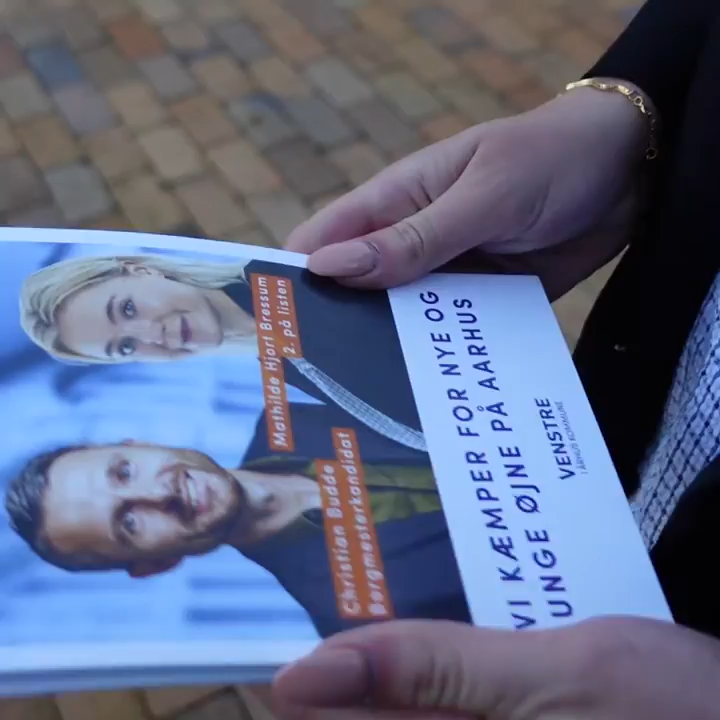 Mathilde Hjort Bressum
2. på listen
Christian Budde
Borgmesterkandidat
VI KÆMPER FOR NYE OG
UNGE ØJNE PÅ AARHUS
VENSTRE
I ÅRHUS KOMMUNE